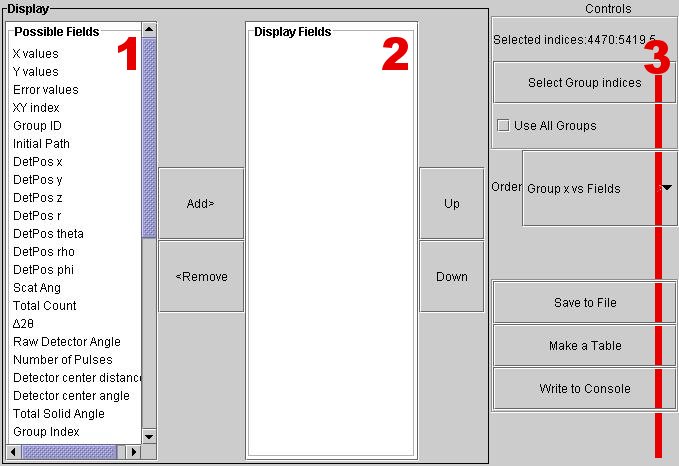 Display
Possible Fields
1
X values
Y values
Error values
XY index
Group ID
Initial Path
DetPos x
DetPos y
DetPos z
DetPos r
DetPos theta
DetPos rho
DetPos phi
Scat Ang
Total Count
Δ2θ
Raw Detector Angle
Number of Pulses
Detector center distanc
Detector center angle
Total Solid Angle
Group Index
Add>
<Remove
Display Fields
2
Up
Down
Controls
Selected indices:4470:5419,5
3
Select Group indices
Use All Groups
Order
Group x vs Fields
Save to File
Make a Table
Write to Console